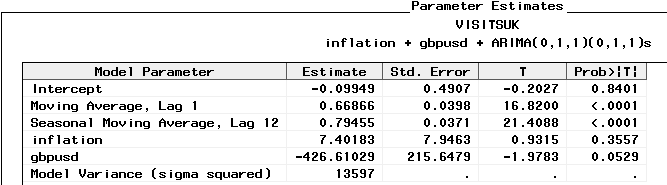 Parameter Estimates
VISITSUK
inflation + gbpusd + ARIMA(0,1,1)(0,1,1)s
Model Parameter Estimate Std. Error T Prob>|T|
Intercept -0.09949 0.4907 -0.2027 0.8401
Moving Average, Lag 1 0.66866 0.0398 16.8200 <.0001
Seasonal Moving Average, Lag 12 0.79455 0.0371 21.4088 <.0001
inflation 7.40183 7.9463 0.9315 0.3557
gbpusd -426.61029 215.6479 -1.9783 0.0529
Model Variance (sigma squared) 13597 . . .